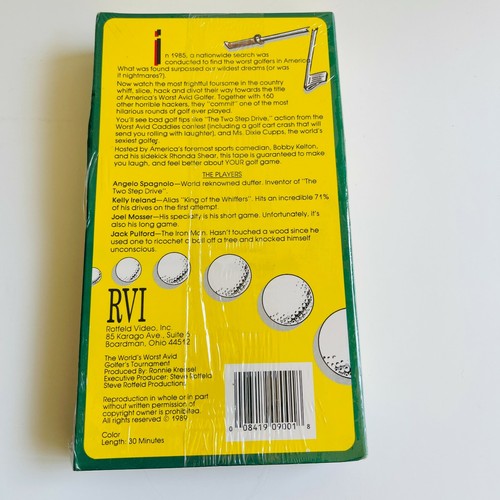 in 1985, a nationwide search was
conducted to find the worst golfers in America.
What was found surpassed our wildest dreams (or was
it nightmares?).
Now watch the most frightful foursome in the country
whiff, slice, hack and divot their way towards the title
of America's Worst Avid Golfer. Together with 160
other horrible hackers, they "commit" one of the most
hilarious rounds of golf ever played.
You'll see bad golf tips like "The Two Step Drive," action from the
Worst Avid Caddies contest (including a golf cart crash that will
send you rolling with laughter), and Ms. Dixie Cupps, the world's
sexiest golfer.
Hosted by America's foremost sports comedian, Bobby Kelton,
and his sidekick Rhonda Shear, this tape is guaranteed to make
you laugh, and feel better about YOUR golf game.
THE PLAYERS
Angelo Spagnolo—World reknowned duffer. Inventor of "The
Two Step Drive".
Kelly Ireland—Alias "King of the Whiffers". Hits an incredible 71%
of his drives on the first attempt.
Joel Mosser—His specialty is his short game. Unfortunately, it's
also his long game.
Jack Pulford—The Iron Man. Hasn't touched a wood since he
used one to ricochet a ball off a tree and knocked himself
unconscious.
RVI
Ratfeld Video, Inc.
85 Karago Ave., Suite 6
Boardman, Ohio 44512
The World's Worst Avid
Golfer's Tournament
Produced By: Ronnie Kreusel
Executive Producer: Steve Ratfeld
Steve Ratfeld Productions
Reproduction in whole or in part
without written permission of
copyright owner is prohibited.
All rights reserved © 1989
Color
Length: 30 Minutes
0 08419 09001 8